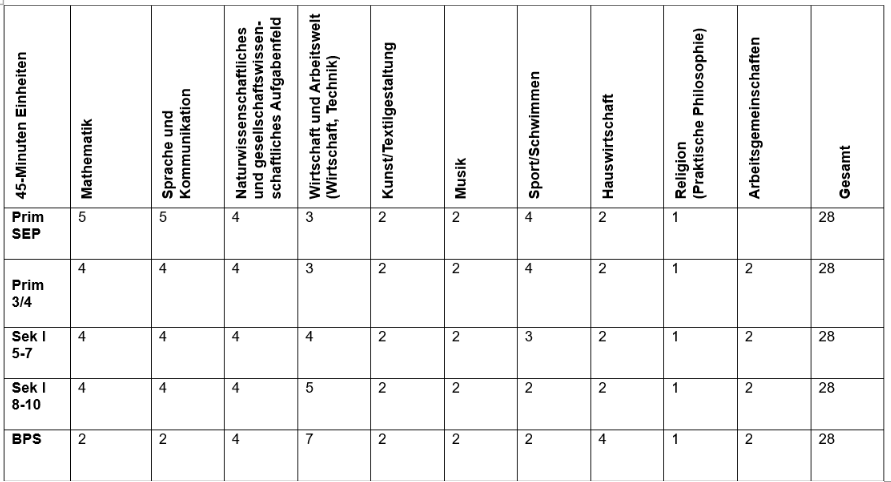 45-Minuten Einheiten
Mathematik
Sprache und
Kommunikation
Naturwissenschaftliches
und gesellschaftswissen-
schaftliches Aufgabenfeld
Wirtschaft und Arbeitswelt
(Wirtschaft, Technik)
Kunst/Textilgestaltung
Musik
Sport/Schwimmen
Hauswirtschaft
Religion
(Praktische Philosophie)
Arbeitsgemeinschaften
Gesamt
Prim 5 5 4 3 2 2 4 2 1 28
SEP
4 4 4 3 2 2 4 2 1 2 28
Prim
3/4
Sek I 4 4 4 4 2 2 3 2 1 2 28
5-7
Sek I 4 4 4 5 2 2 2 2 1 2 28
8-10
BPS 2 2 4 7 2 2 2 4 1 2 28